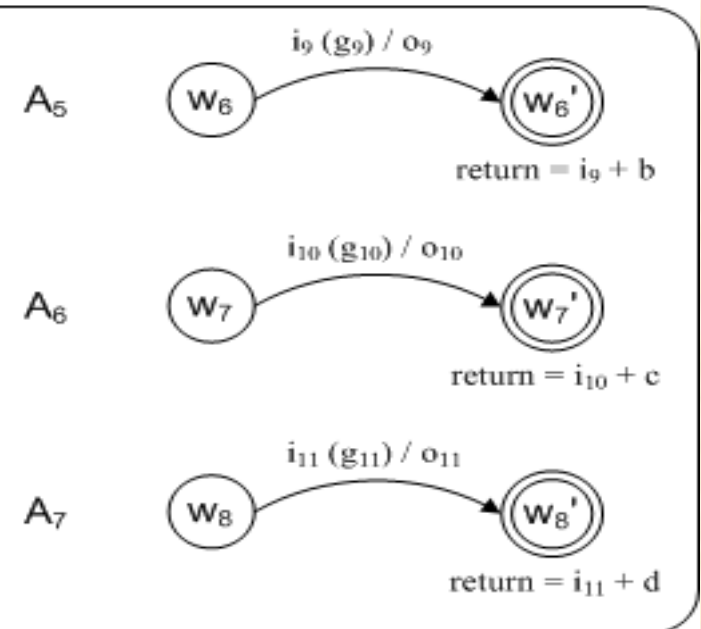 i₉ (g₉) / o₉
A₅ w₆ w₆'
return = i₉ + b
i₁₀ (g₁₀) / o₁₀
A₆ w₇ w₇'
return = i₁₀ + c
i₁₁ (g₁₁) / o₁₁
A₇ w₈ w₈'
return = i₁₁ + d